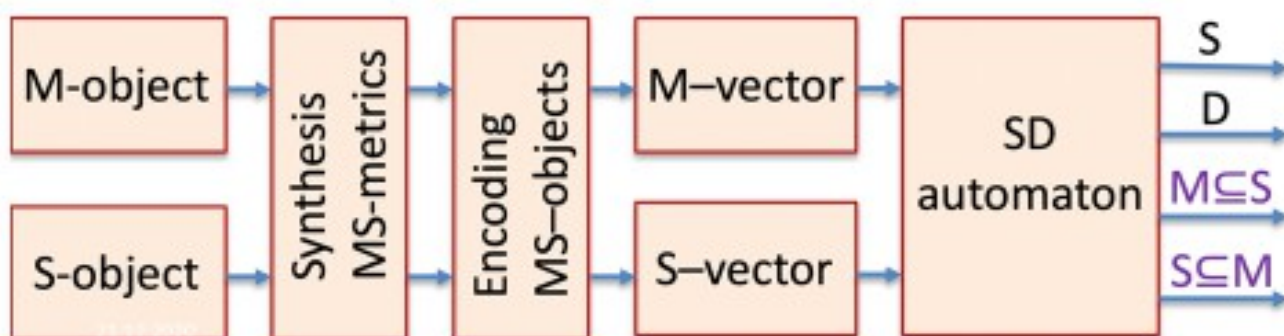 M-object
S-object
Synthesis
MS-metrics
Encoding
MS–objects
M–vector
S–vector
SD
automaton
S
D
M⊆S
S⊆M